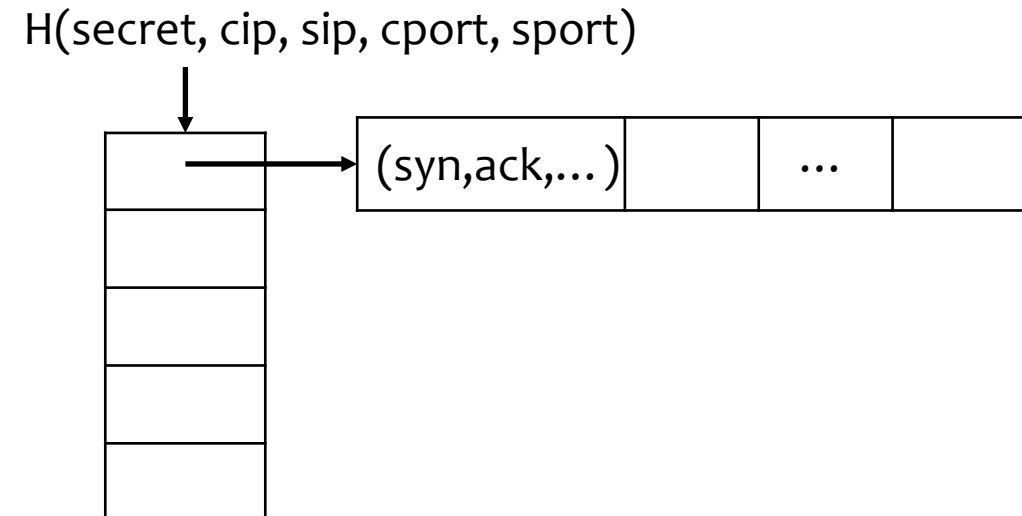 H(secret, cip, sip, cport, sport)
(syn,ack,...)
...